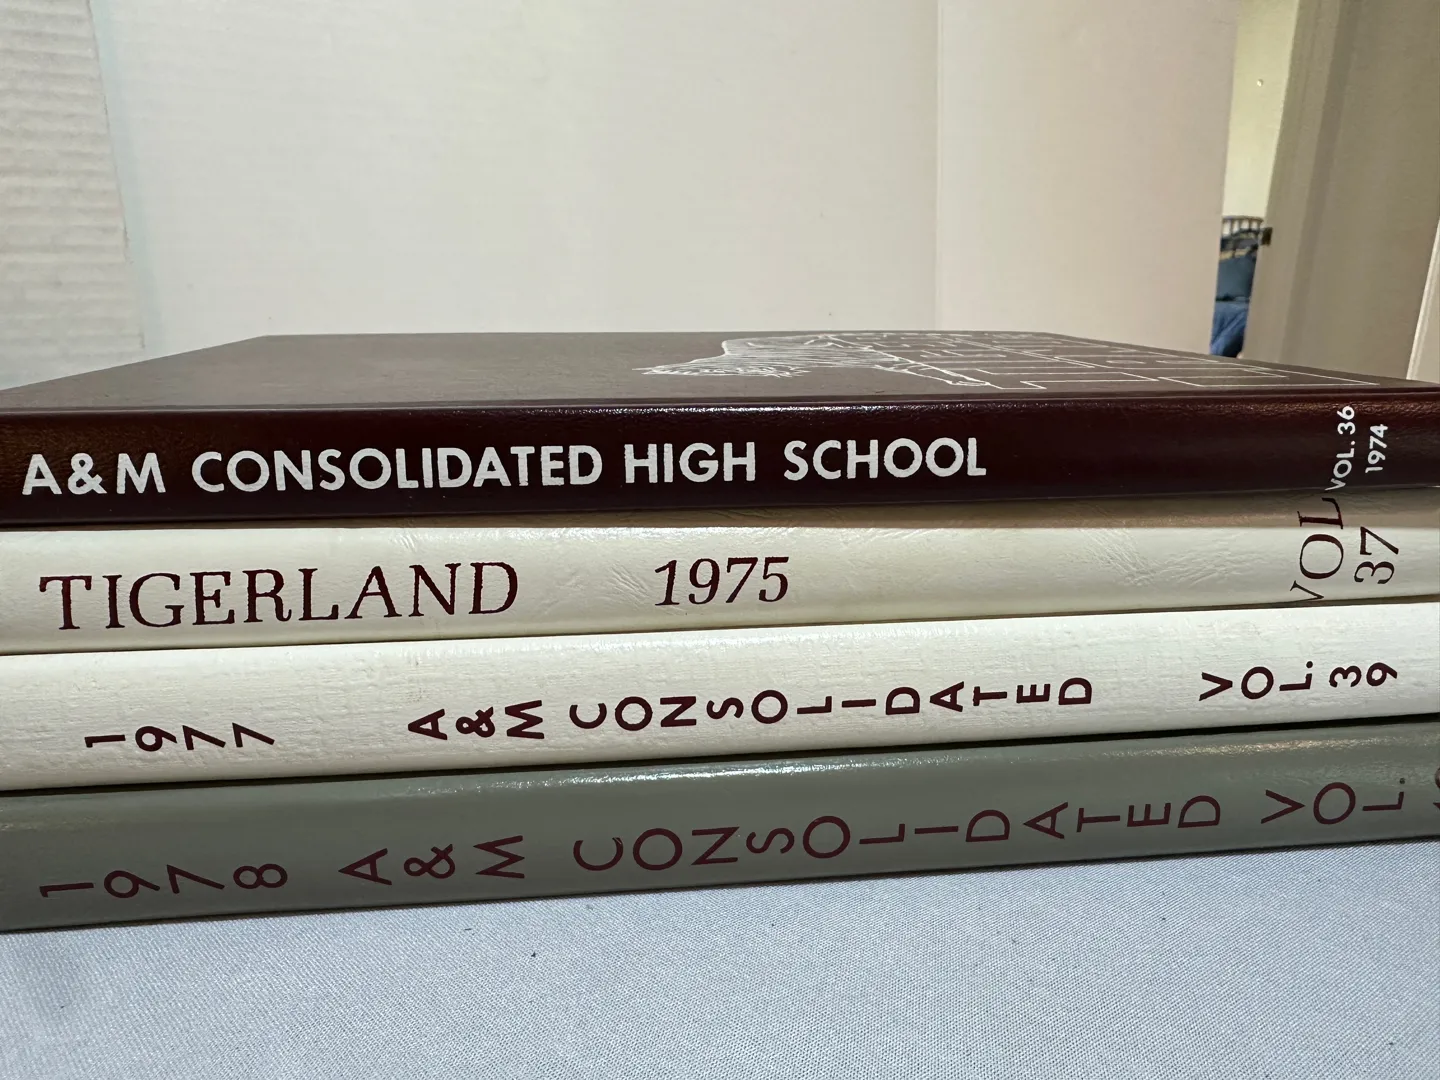 A&M CONSOLIDATED HIGH SCHOOL
VOL. 36
1974
TIGERLAND 1975
VOL
37
1977 A&M CONSOLIDATED VOL. 39
1978 A&M CONSOLIDATED VOL.